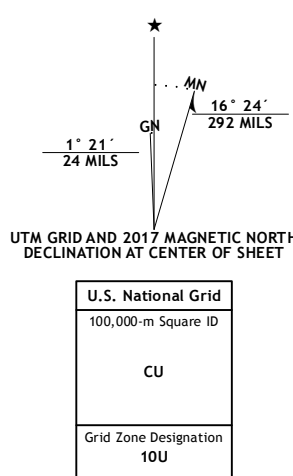 ★
MN
GN
16° 24´
292 MILS
1° 21´
24 MILS
UTM GRID AND 2017 MAGNETIC NORTH
DECLINATION AT CENTER OF SHEET
U.S. National Grid
100,000-m Square ID
CU
Grid Zone Designation
10U